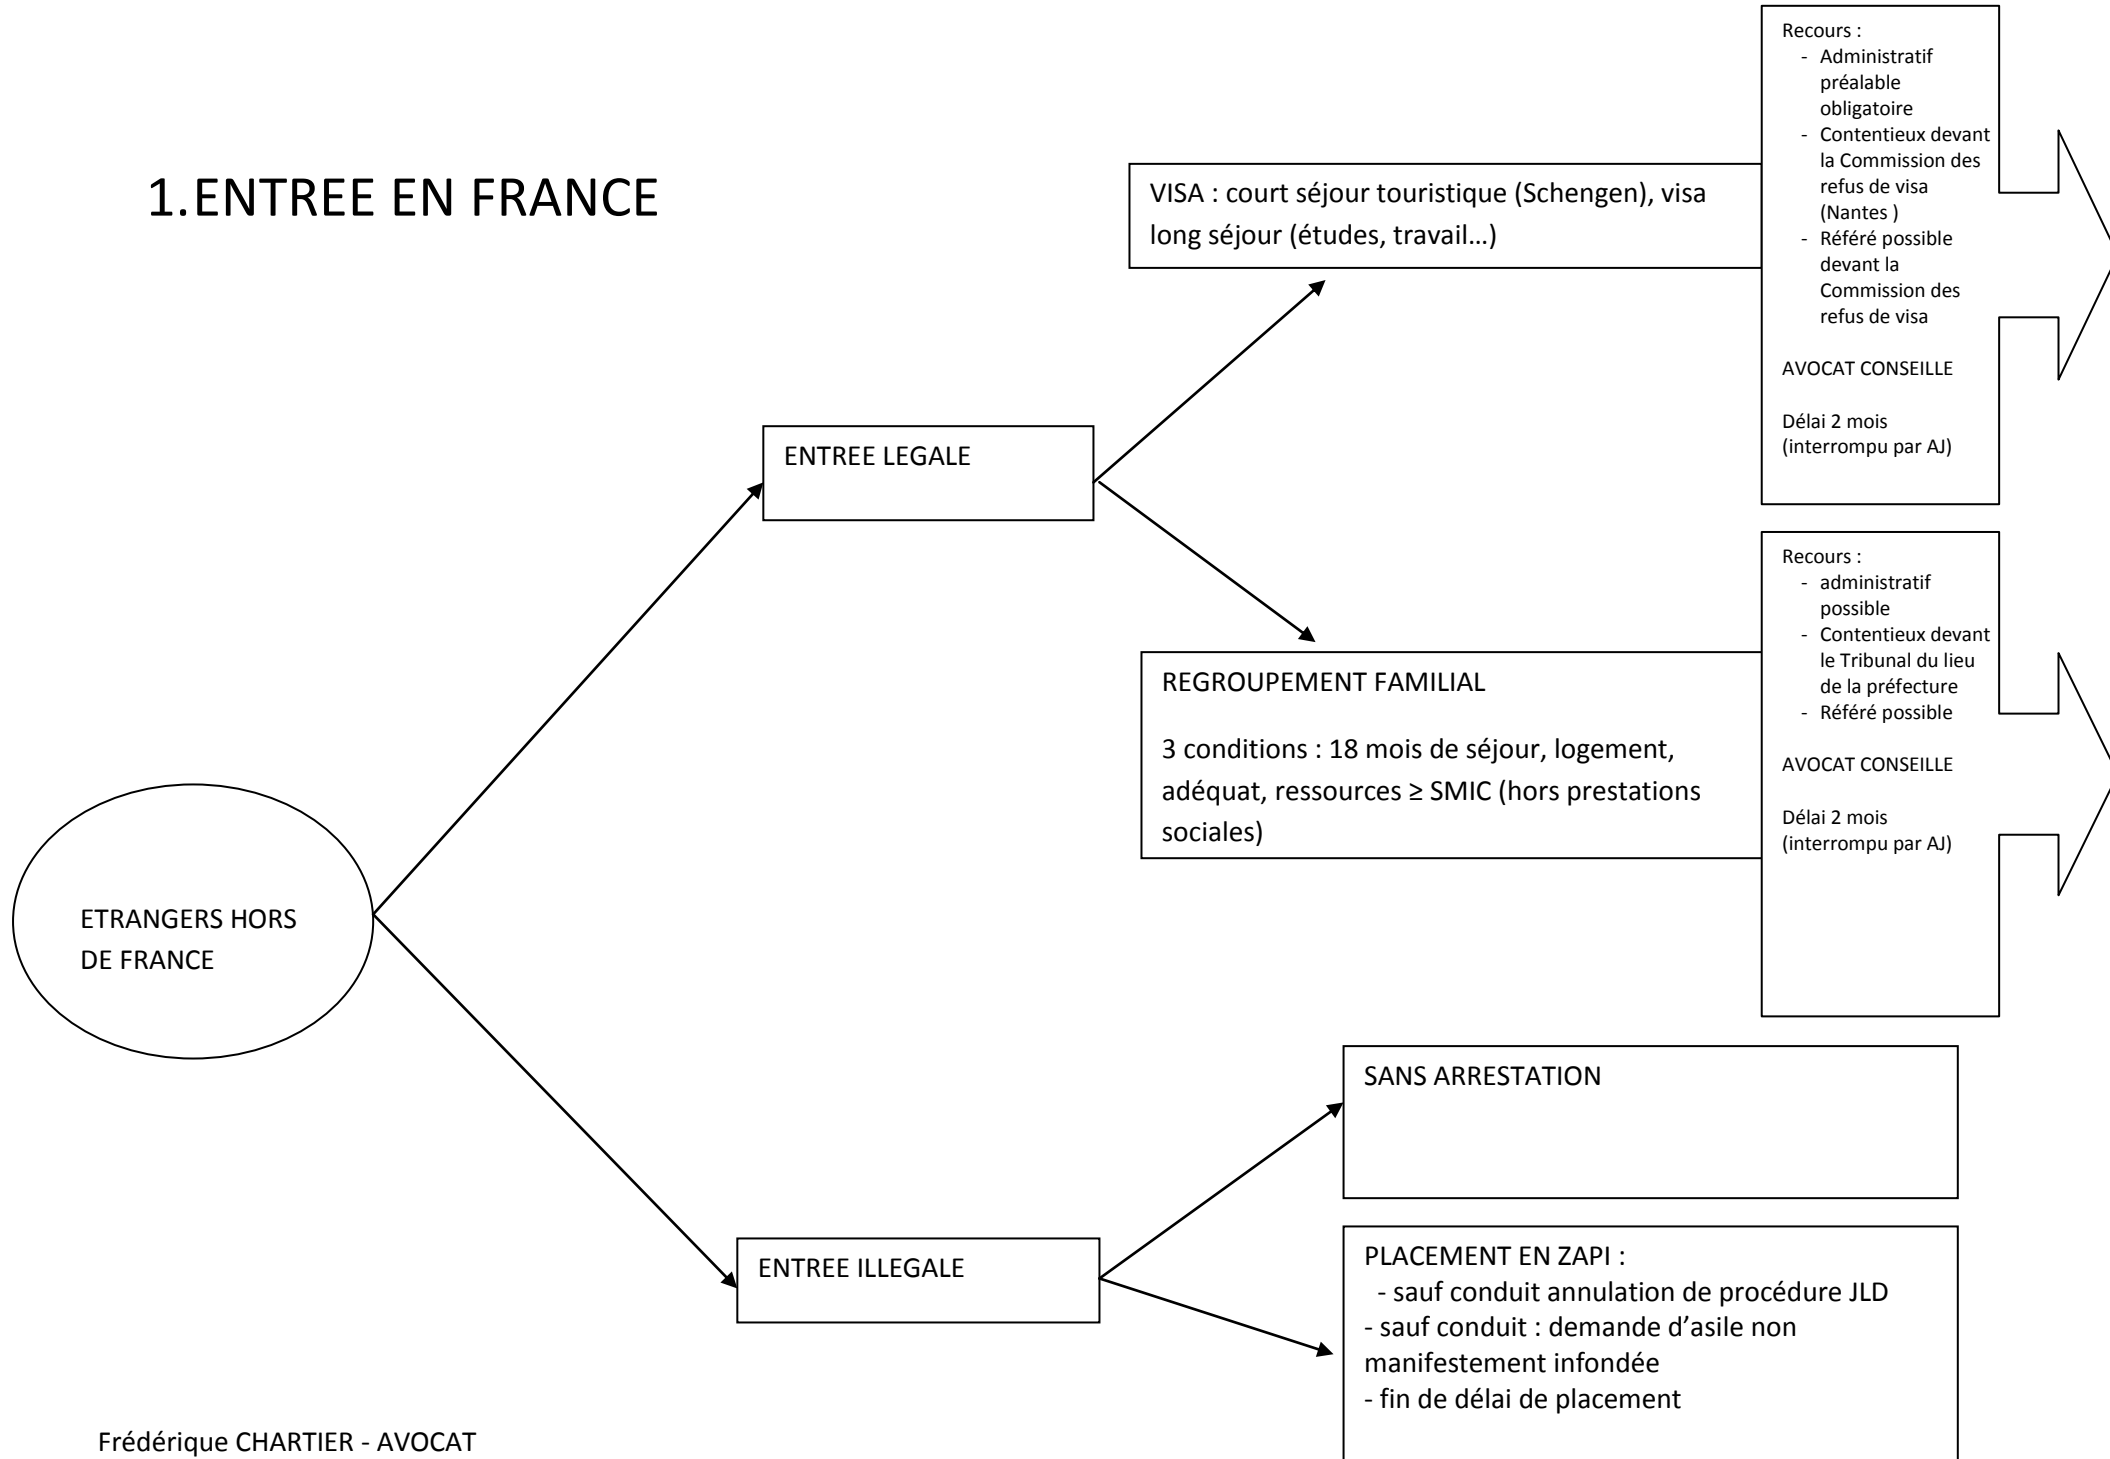 1.ENTREE EN FRANCE
VISA : court séjour touristique (Schengen), visa
long séjour (études, travail…)
Recours :
- Administratif
préalable
obligatoire
- Contentieux devant
la Commission des
refus de visa
(Nantes )
- Référé possible
devant la
Commission des
refus de visa
AVOCAT CONSEILLE
Délai 2 mois
(interrompu par AJ)
ENTREE LEGALE
REGROUPEMENT FAMILIAL
3 conditions : 18 mois de séjour, logement,
adéquat, ressources ≥ SMIC (hors prestations
sociales)
Recours :
- administratif
possible
- Contentieux devant
le Tribunal du lieu
de la préfecture
- Référé possible
AVOCAT CONSEILLE
Délai 2 mois
(interrompu par AJ)
ETRANGERS HORS
DE FRANCE
SANS ARRESTATION
ENTREE ILLEGALE
PLACEMENT EN ZAPI :
- sauf conduit annulation de procédure JLD
- sauf conduit : demande d’asile non
manifestement infondée
- fin de délai de placement
Frédérique CHARTIER - AVOCAT